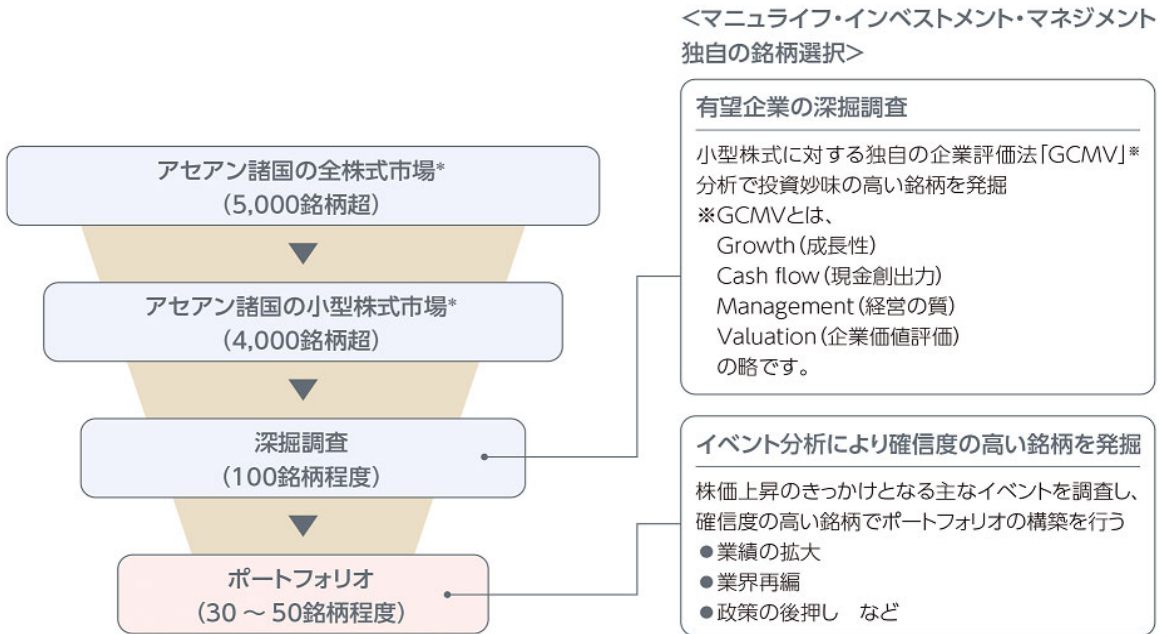 <マニュライフ・インベストメント・マネジメント
独自の銘柄選択>
アセアン諸国の全株式市場*
(5,000銘柄超)
アセアン諸国の小型株式市場*
(4,000銘柄超)
深掘調査
(100銘柄程度)
ポートフォリオ
(30 ～ 50銘柄程度)
有望企業の深掘調査
小型株式に対する独自の企業評価法｢GCMV｣※
分析で投資妙味の高い銘柄を発掘
※GCMVとは、
Growth(成長性)
Cash flow(現金創出力)
Management(経営の質)
Valuation(企業価値評価)
の略です。
イベント分析により確信度の高い銘柄を発掘
株価上昇のきっかけとなる主なイベントを調査し、
確信度の高い銘柄でポートフォリオの構築を行う
●業績の拡大
●業界再編
●政策の後押し など